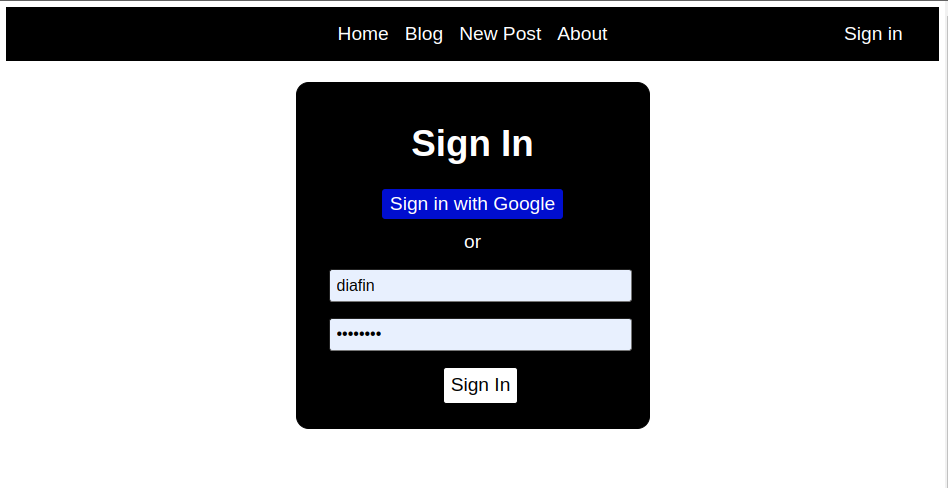 Home Blog New Post About Sign in
Sign In
Sign in with Google
or
diafin
••••••••
Sign In